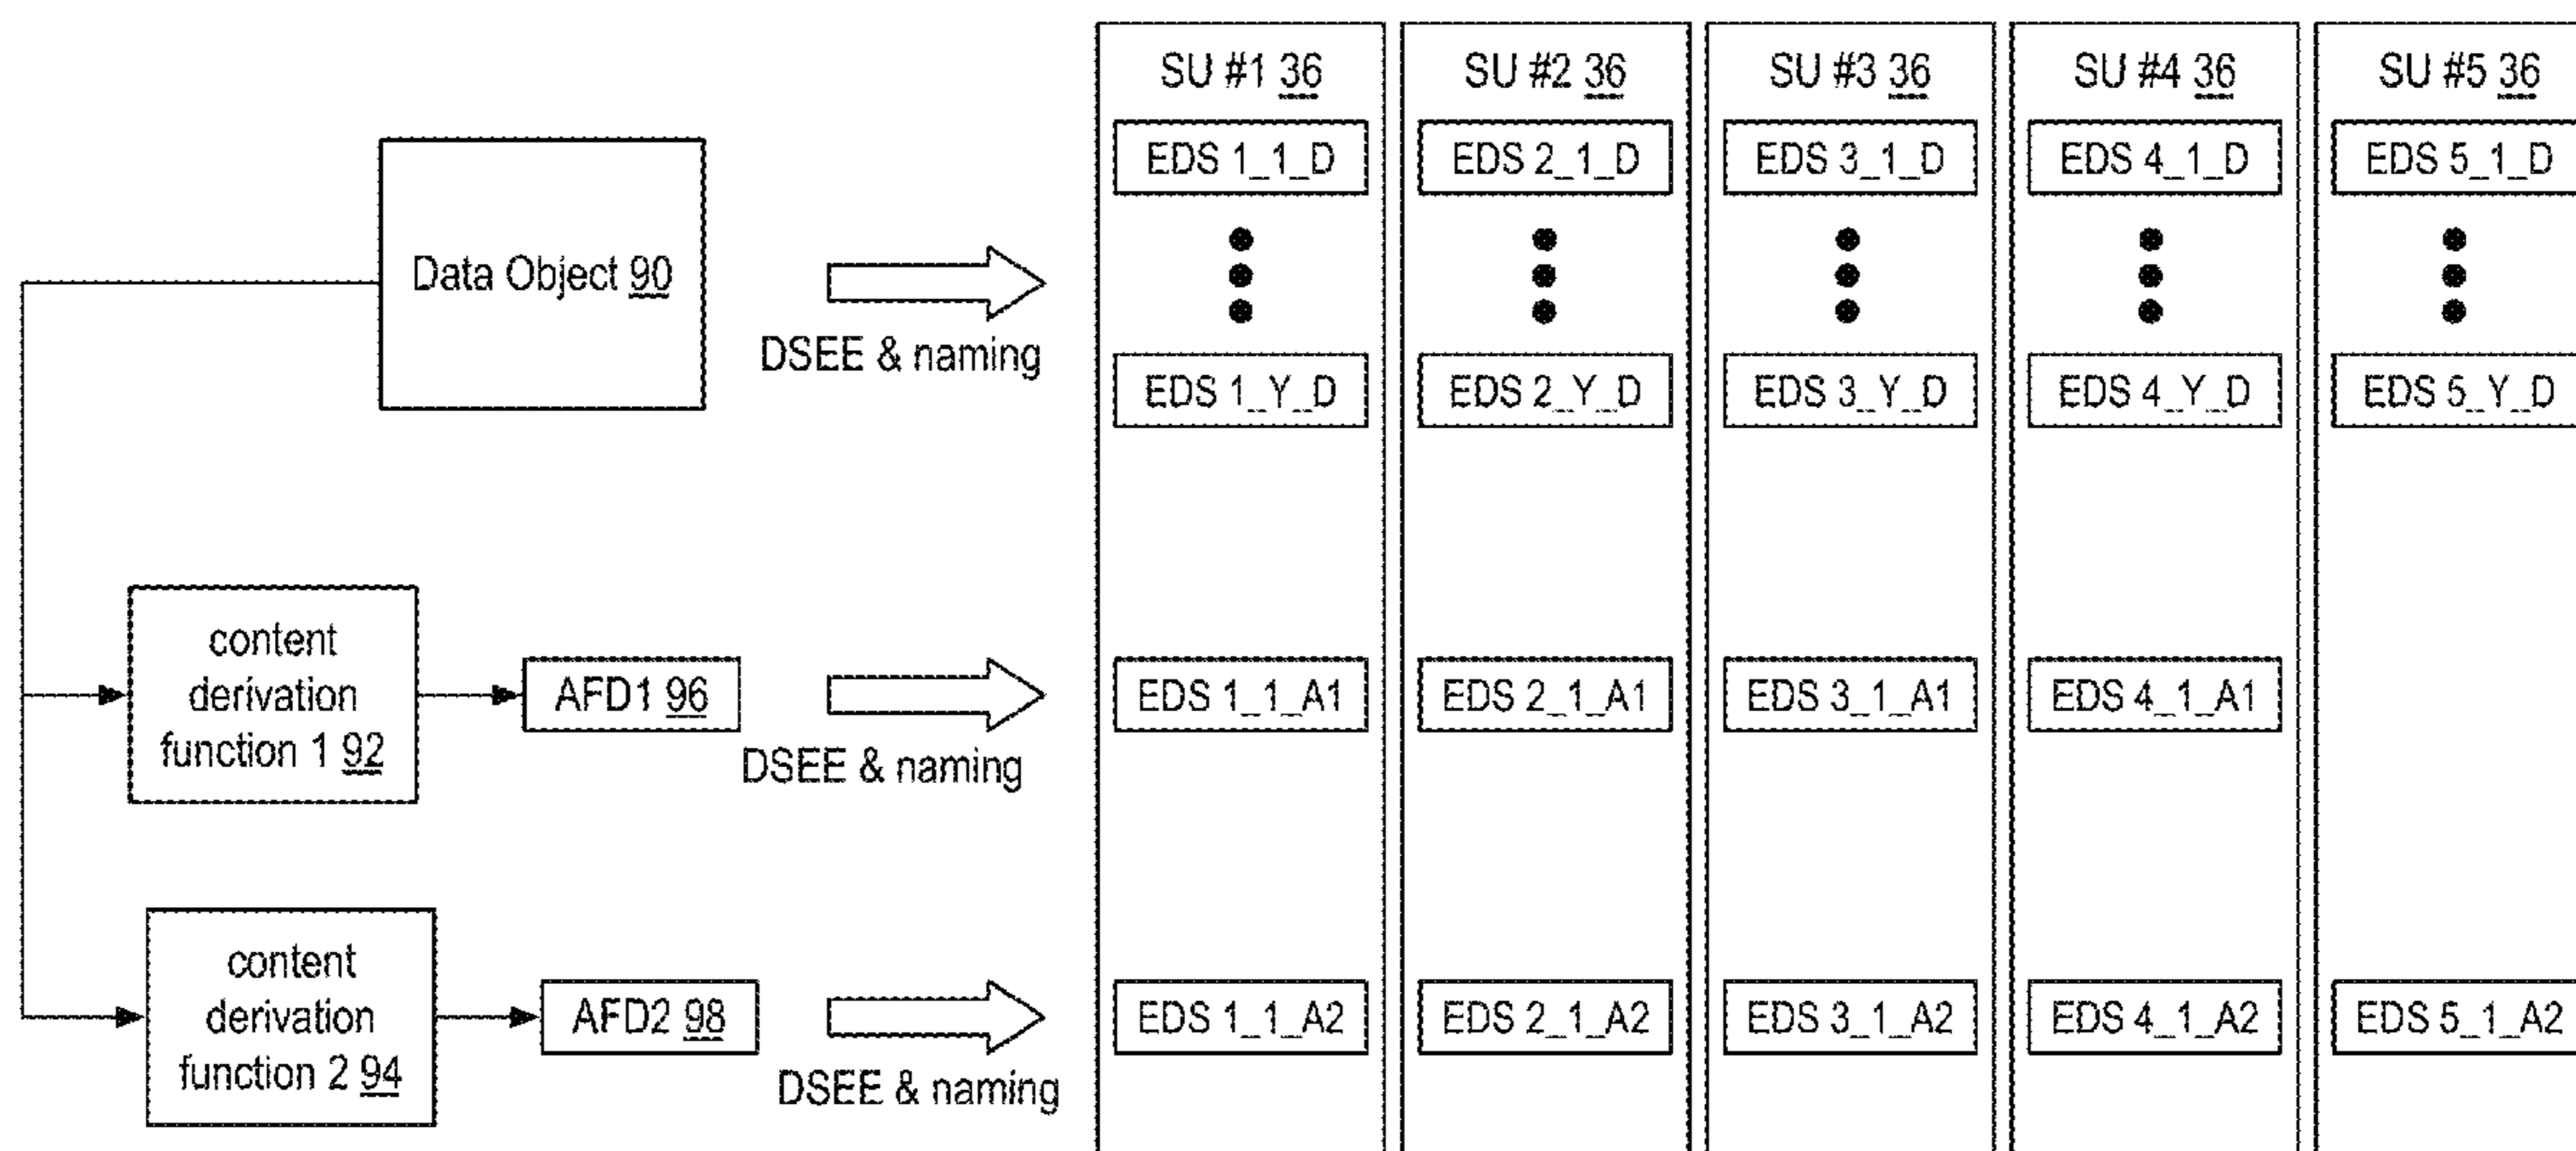 SU #1 36
SU #2 36
SU #3 36
SU #4 36
SU #5 36
EDS 1_1_D
EDS 2_1_D
EDS 3_1_D
EDS 4_1_D
EDS 5_1_D
Data Object 90
DSEE & naming
EDS 1_Y_D
EDS 2_Y_D
EDS 3_Y_D
EDS 4_Y_D
EDS 5_Y_D
content
derivation
function 1 92
AFD1 96
DSEE & naming
EDS 1_1_A1
EDS 2_1_A1
EDS 3_1_A1
EDS 4_1_A1
content
derivation
function 2 94
AFD2 98
DSEE & naming
EDS 1_1_A2
EDS 2_1_A2
EDS 3_1_A2
EDS 4_1_A2
EDS 5_1_A2